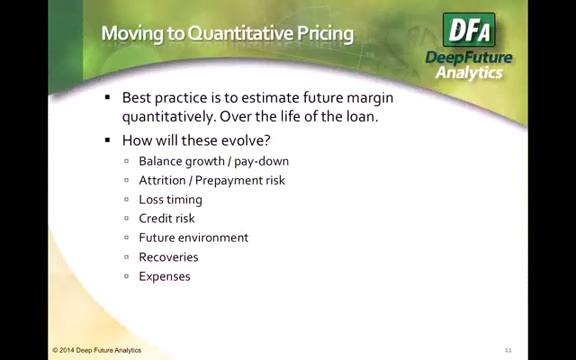 Moving to Quantitative Pricing
DFA
DeepFuture
Analytics
Best practice is to estimate future margin
quantitatively. Over the life of the loan.
How will these evolve?
Balance growth / pay-down
Attrition / Prepayment risk
Loss timing
Credit risk
Future environment
Recoveries
Expenses
© 2014 Deep Future Analytics
11